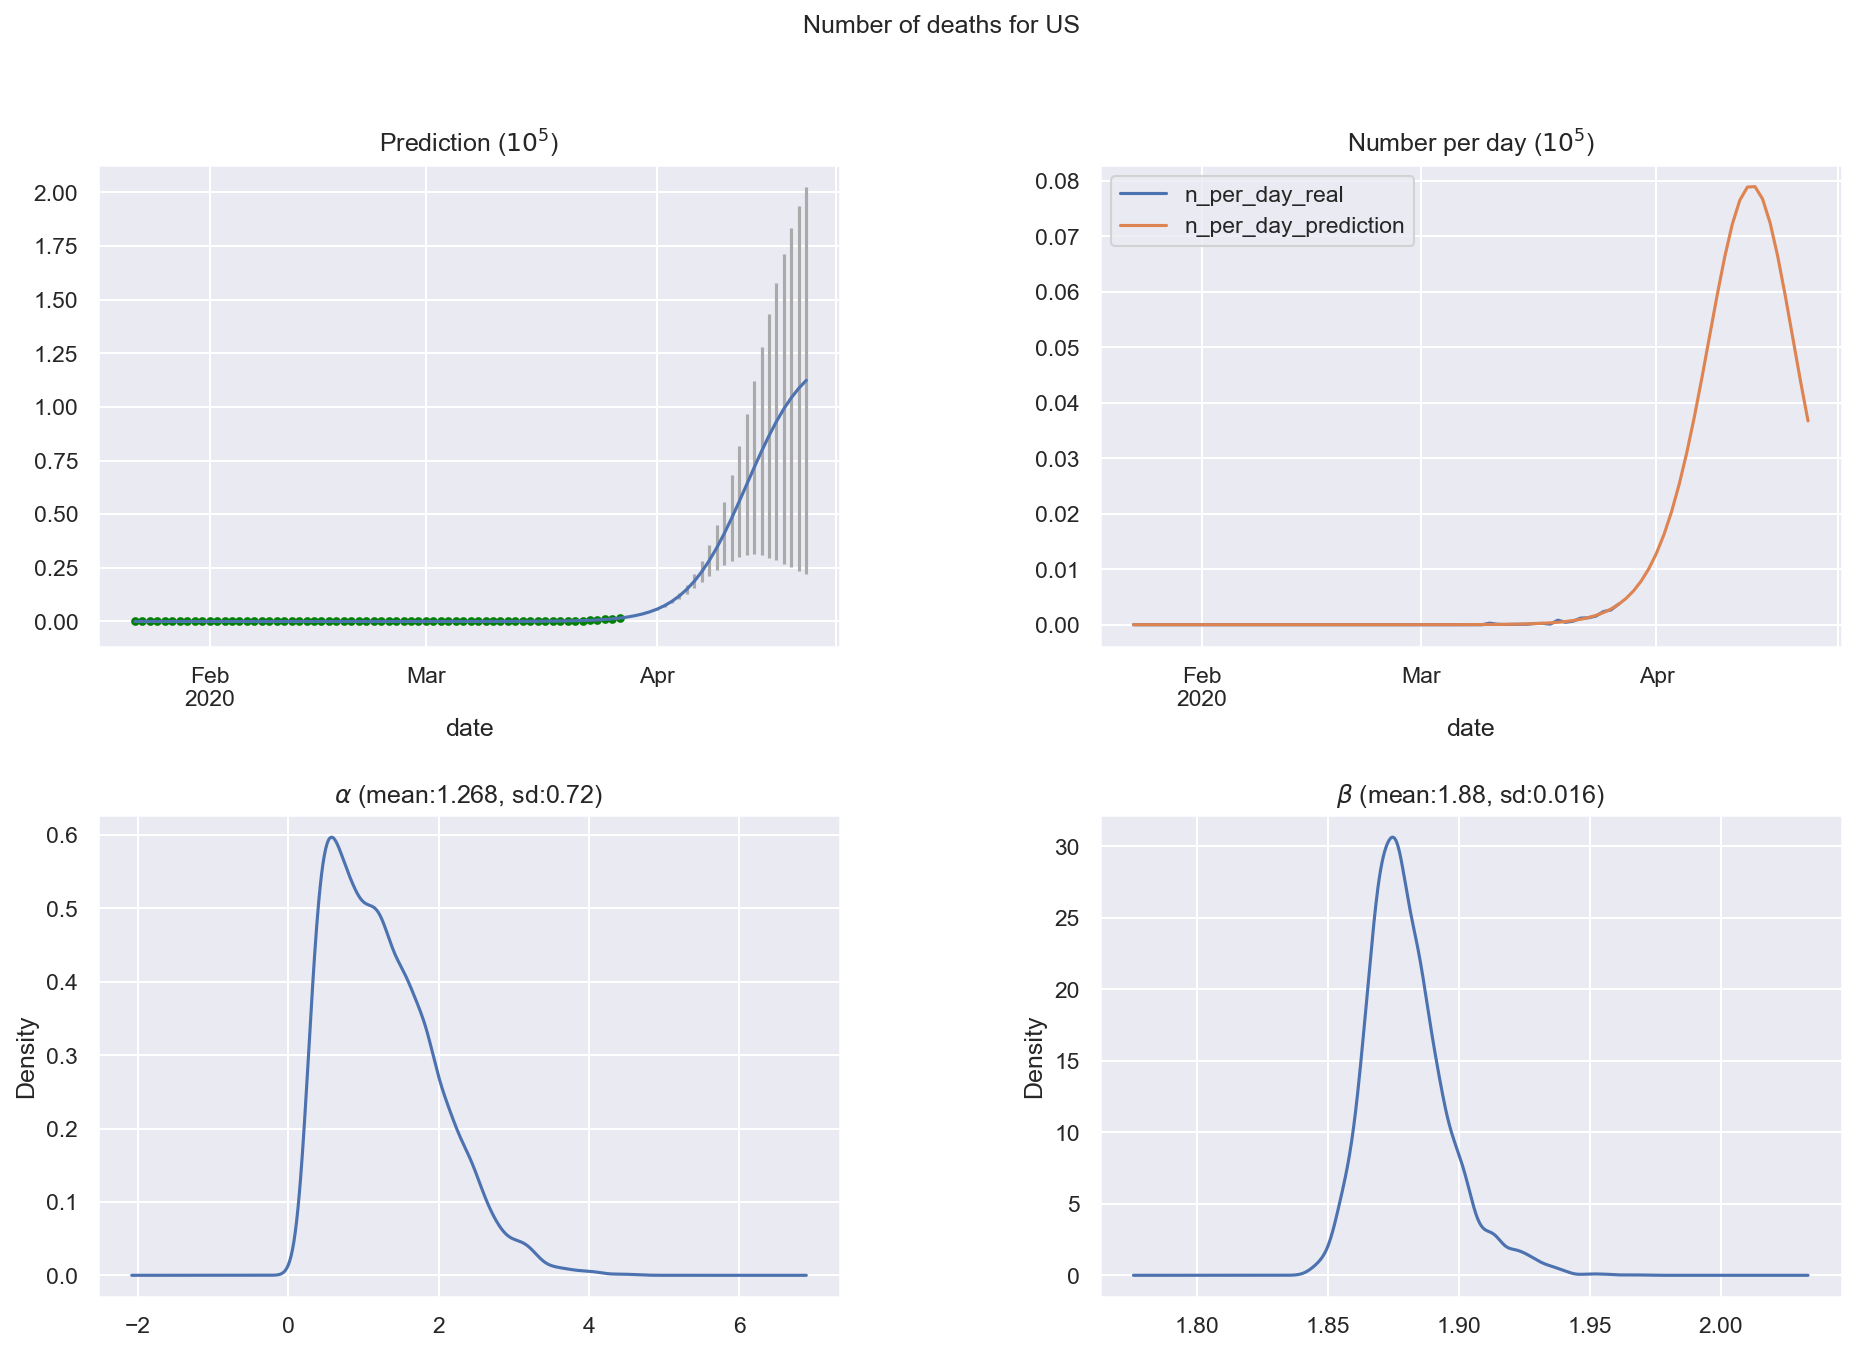 Number of deaths for US
Prediction (10⁵)
2.00
1.75
1.50
1.25
1.00
0.75
0.50
0.25
0.00
Feb
2020
Mar
Apr
date
Number per day (10⁵)
n_per_day_real
n_per_day_prediction
0.08
0.07
0.06
0.05
0.04
0.03
0.02
0.01
0.00
Feb
2020
Mar
Apr
date
α (mean:1.268, sd:0.72)
Density
0.6
0.5
0.4
0.3
0.2
0.1
0.0
−2
0
2
4
6
β (mean:1.88, sd:0.016)
Density
30
25
20
15
10
5
0
1.80
1.85
1.90
1.95
2.00